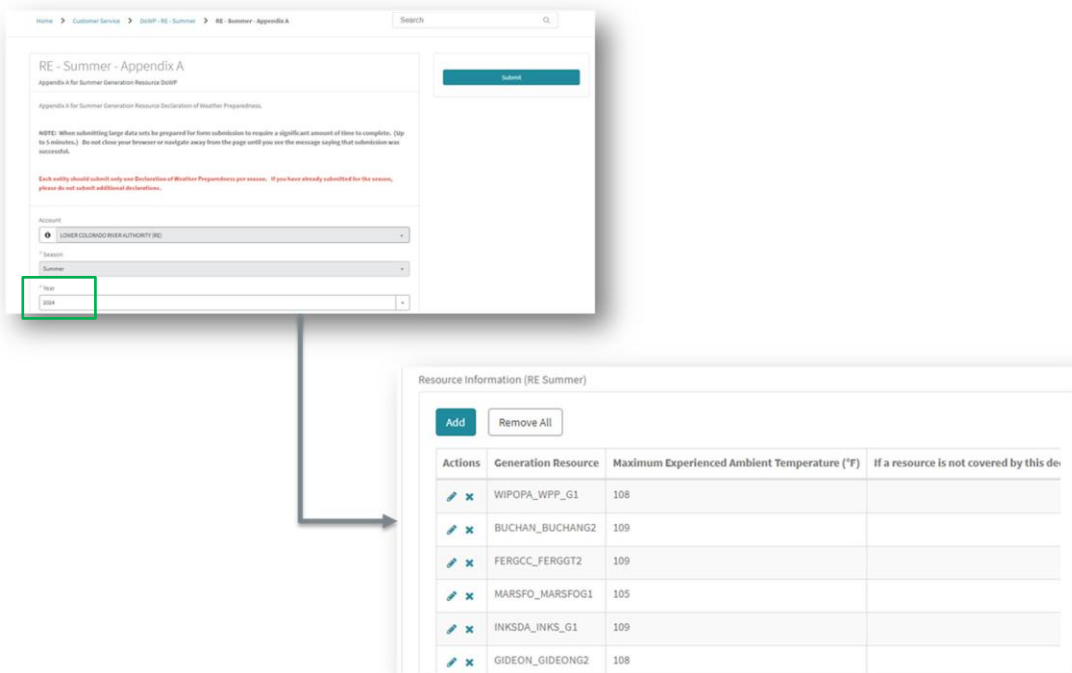 Home > Customer Service > DoWP - RE - Summer > RE - Summer - Appendix A
Search
RE - Summer - Appendix A
Appendix A for Summer Generation Resource DoWP
Submit
Appendix A for Summer Generation Resource Declaration of Weather Preparedness.
NOTE: When submitting large data sets be prepared for form submission to require a significant amount of time to complete. (Up
to 5 minutes.) Do not close your browser or navigate away from the page until you see the message saying that submission was
successful.
Each entity should submit only one Declaration of Weather Preparedness per season. If you have already submitted for the season,
please do not submit additional declarations.
Account
LOWER COLORADO RIVER AUTHORITY (RE)
* Season
Summer
* Year
2024
Resource Information (RE Summer)
Add Remove All
Actions Generation Resource Maximum Experienced Ambient Temperature (°F) If a resource is not covered by this de
WIPOPA_WPP_G1 108
BUCHAN_BUCHANG2 109
FERGCC_FERGGT2 109
MARSFO_MARSFOG1 105
INKSDA_INKS_G1 109
GIDEON_GIDEONG2 108